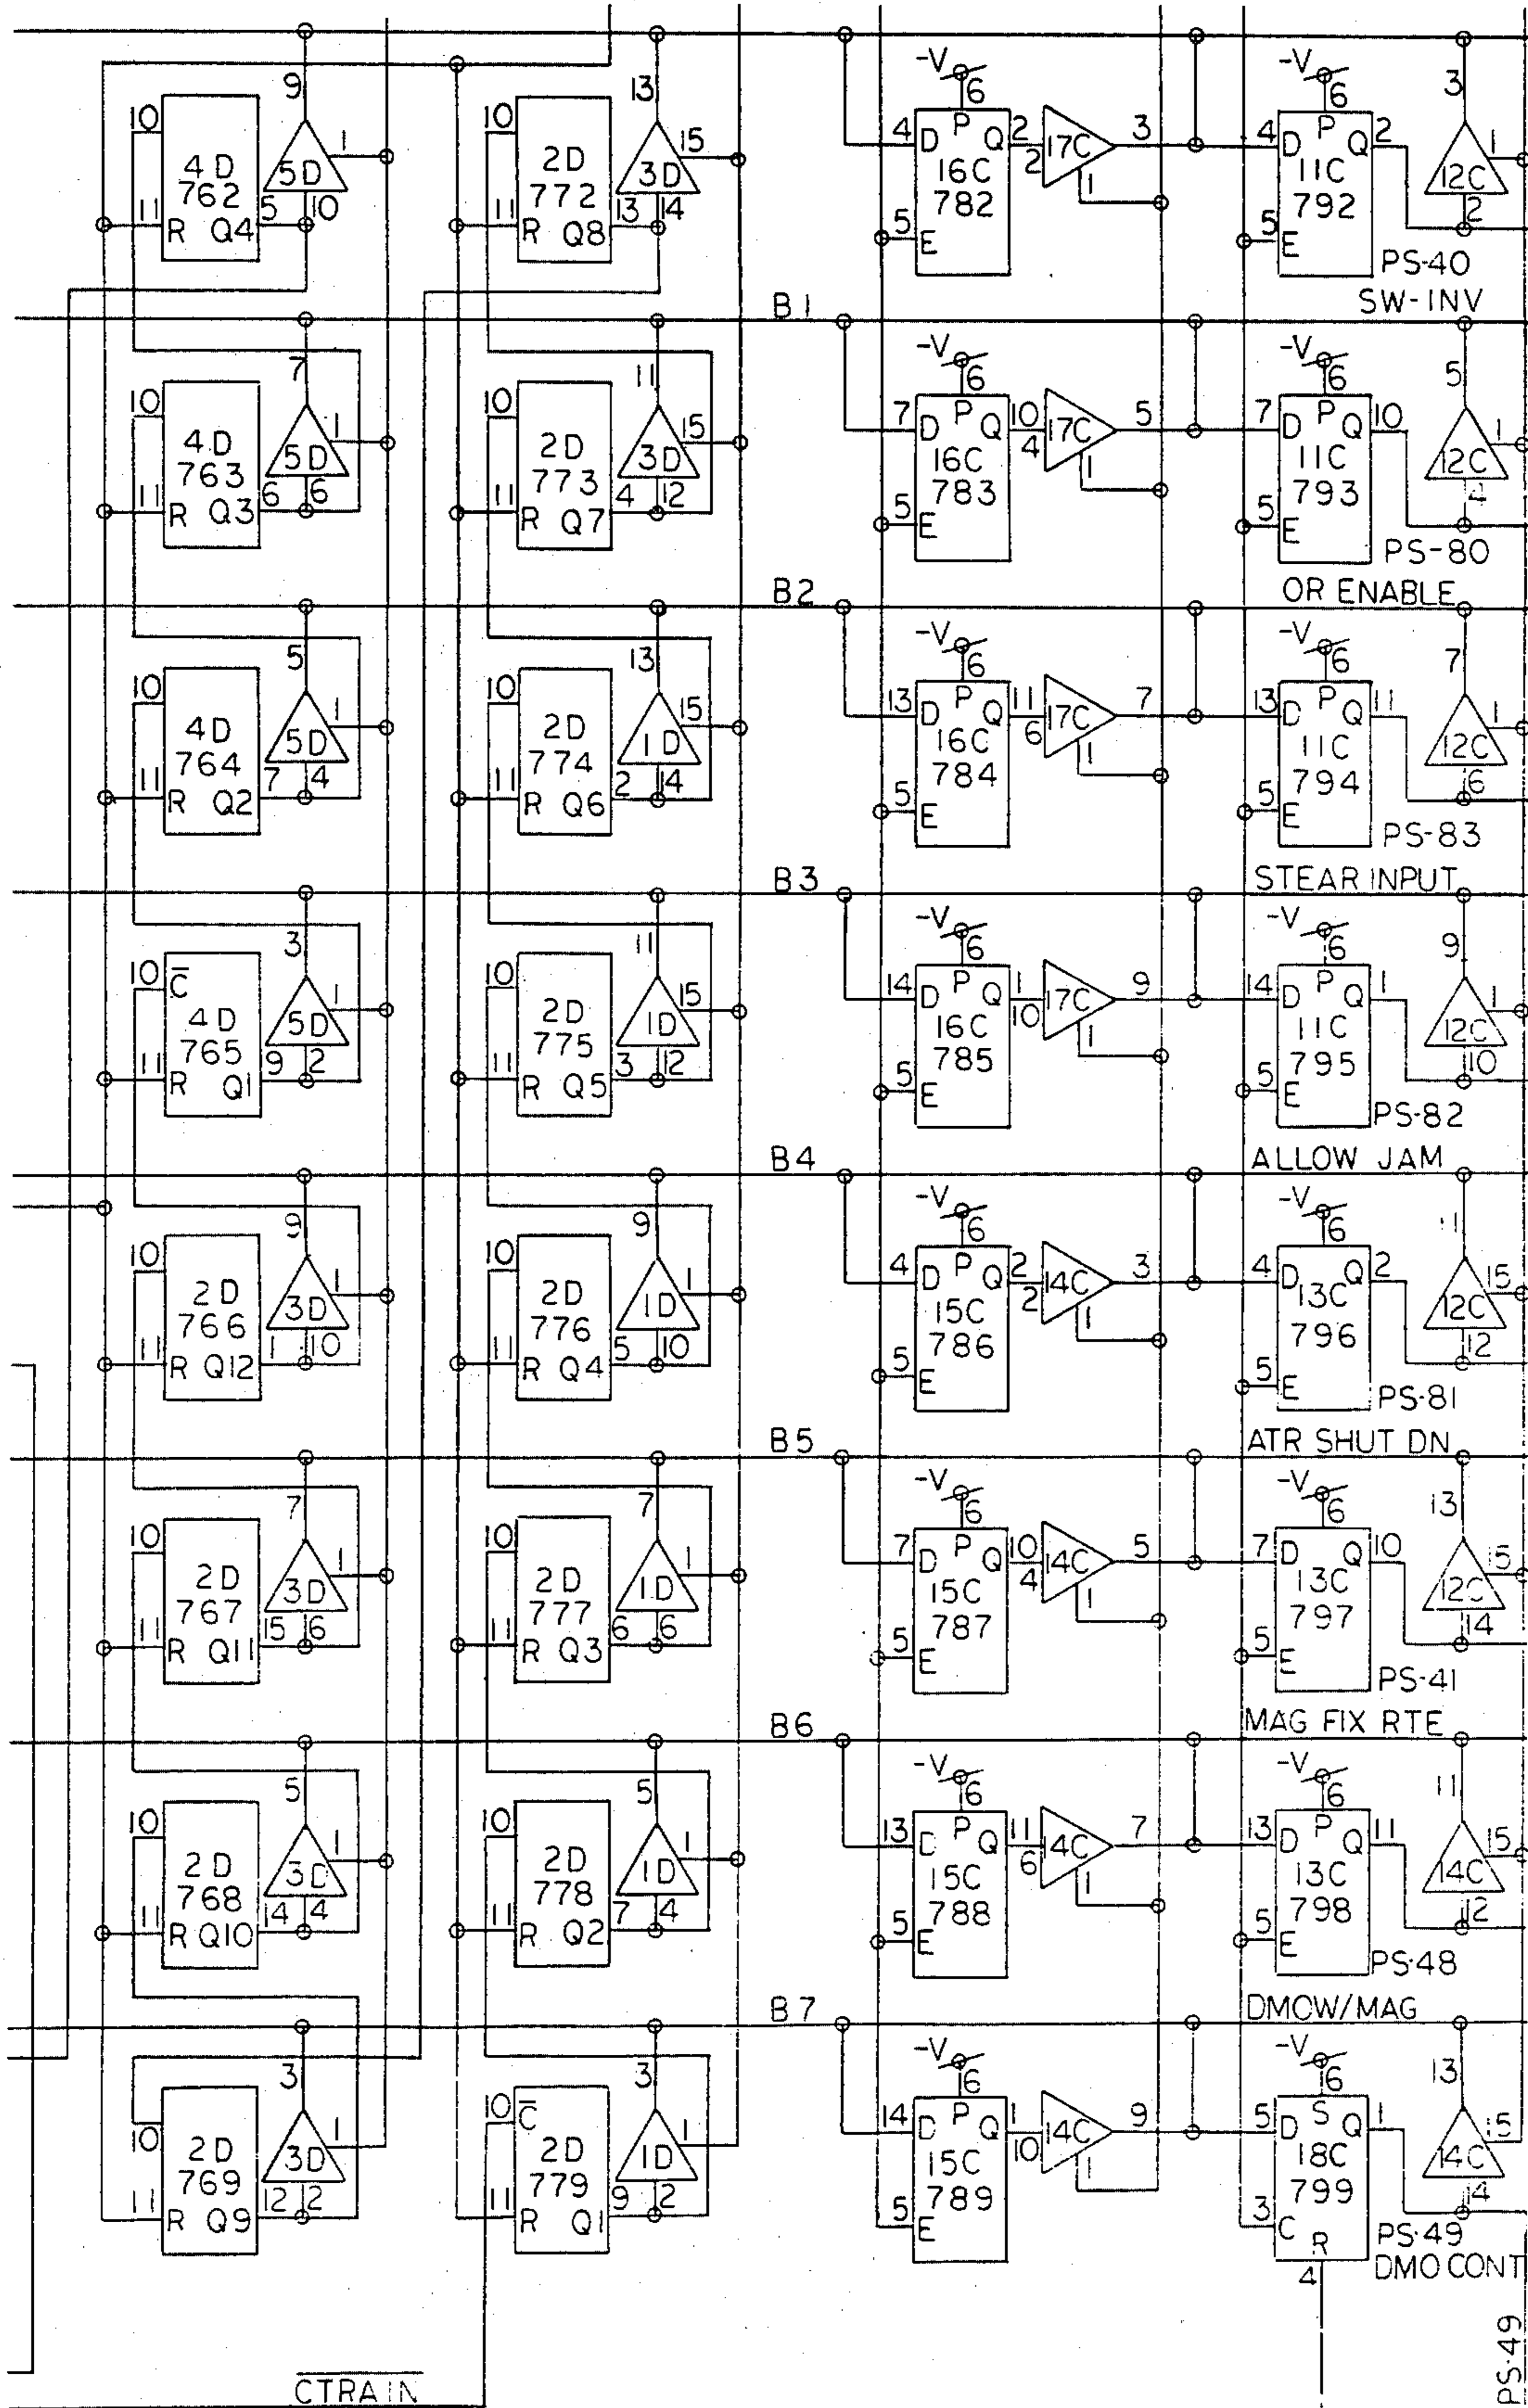 9 13 -V 6 -V 6 3
10 4D 762 11 R Q4 5 5D 1 10
10 2D 772 11 R Q8 13 3D 15 14
4 D P Q 2 16C 782 5 E 2 17C 3 1
4 D P Q 2 11C 792 5 E 12C 1 2
PS-40
B1 SW-INV
7 11 -V 6 -V 6 5
10 4D 763 11 R Q3 6 5D 1 6
10 2D 773 11 R Q7 4 3D 15 12
7 D P Q 10 16C 783 5 E 4 17C 5 1
7 D P Q 10 11C 793 5 E 12C 1 4
PS-80
B2 OR ENABLE
5 13 -V 6 -V 6 7
10 4D 764 11 R Q2 7 5D 1 4
10 2D 774 11 R Q6 2 1D 15 14
13 D P Q 11 16C 784 5 E 6 17C 7 1
13 D P Q 11 11C 794 5 E 12C 1 6
PS-83
B3 STEAR INPUT
3 11 -V 6 -V 6 9
10 C̅ 4D 765 11 R Q1 9 5D 1 2
10 2D 775 11 R Q5 3 1D 15 12
14 D P Q 1 16C 785 5 E 10 17C 9 1
14 D P Q 1 11C 795 5 E 12C 1 10
PS-82
B4 ALLOW JAM
9 9 -V 6 -V 6 11
10 2D 766 11 R Q12 1 3D 1 10
10 2D 776 11 R Q4 5 1D 1 10
4 D P Q 2 15C 786 5 E 2 14C 3 1
4 D Q 2 13C 796 5 E 12C 15 12
PS-81
B5 ATR SHUT DN
7 7 -V 6 -V 6 13
10 2D 767 11 R Q11 15 3D 1 6
10 2D 777 11 R Q3 6 1D 1 6
7 D P Q 10 15C 787 5 E 4 14C 5 1
7 D Q 10 13C 797 5 E 12C 15 14
PS-41
B6 MAG FIX RTE
5 5 -V 6 -V 6 11
10 2D 768 11 R Q10 14 3D 1 4
10 2D 778 11 R Q2 7 1D 1 4
13 D P Q 11 15C 788 5 E 6 14C 7 1
13 D P Q 11 13C 798 5 E 14C 15 12
PS-48
B7 DMOW/MAG
3 3 -V 6 -V 6 13
10 2D 769 11 R Q9 12 3D 1 2
10 C̅ 2D 779 11 R Q1 9 1D 1 2
14 D P Q 1 15C 789 5 E 10 14C 9 1
5 D S Q 1 18C 799 3 C R 4 14C 15 14
PS-49
DMO CONT
PS-49
CTRAIN